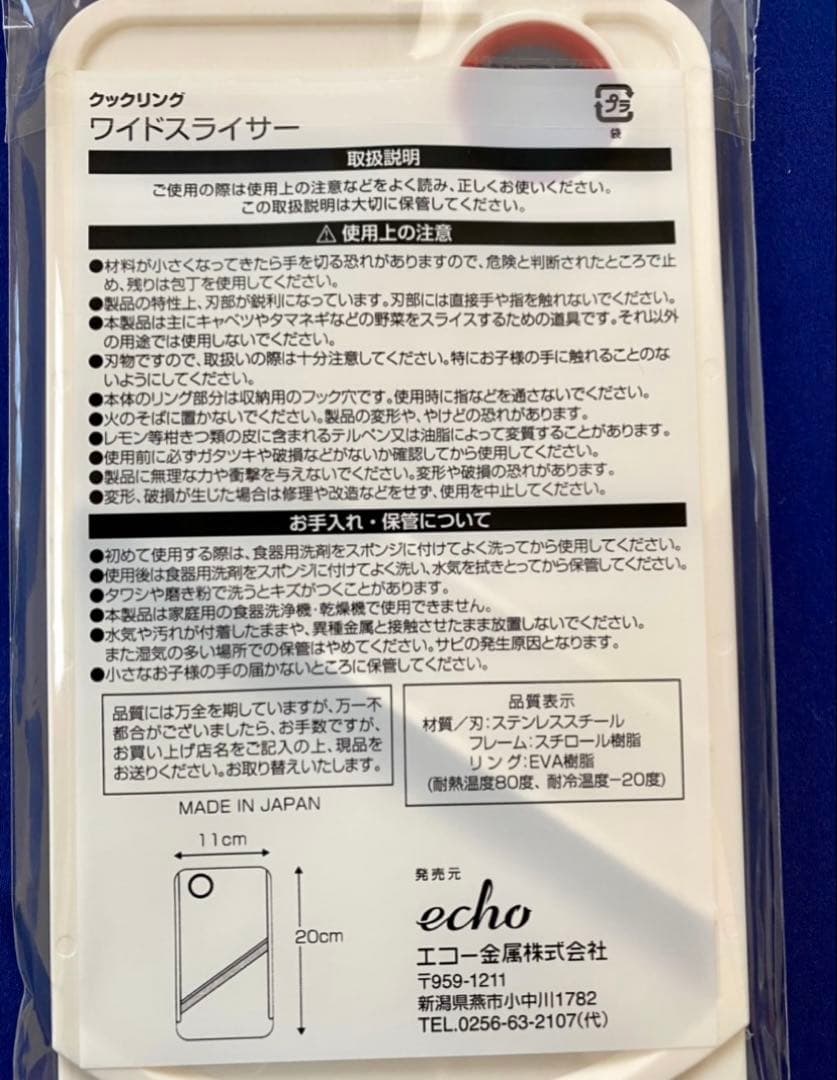 クックリング
ワイドスライサー
プラ
袋
取扱説明
ご使用の際は使用上の注意などをよく読み、正しくお使いください。
この取扱説明は大切に保管してください。
⚠使用上の注意
●材料が小さくなってきたら手を切る恐れがありますので、危険と判断されたところで止
め、残りは包丁を使用してください。
●製品の特性上、刃部が鋭利になっています。刃部には直接手や指を触れないでください。
●本製品は主にキャベツやタマネギなどの野菜をスライスするための道具です。それ以外
の用途では使用しないでください。
●刃物ですので、取扱いの際は十分注意してください。特にお子様の手に触れることのな
いようにしてください。
●本体のリング部分は収納用のフック穴です。使用時に指などを通さないでください。
●火のそばに置かないでください。製品の変形や、やけどの恐れがあります。
●レモン等柑きつ類の皮に含まれるテルペン又は油脂によって変質することがあります。
●使用前に必ずガタツキや破損などがないか確認してから使用してください。
●製品に無理な力や衝撃を与えないでください。変形や破損の恐れがあります。
●変形、破損が生じた場合は修理や改造などをせず、使用を中止してください。
お手入れ・保管について
●初めて使用する際は、食器用洗剤をスポンジに付けてよく洗ってから使用してください。
●使用後は食器用洗剤をスポンジに付けてよく洗い、水気を拭きとってから保管してください。
●タワシや磨き粉で洗うとキズがつくことがあります。
●本製品は家庭用の食器洗浄機・乾燥機で使用できません。
●水気や汚れが付着したままや、異種金属と接触させたまま放置しないでください。
また湿気の多い場所での保管はやめてください。サビの発生原因となります。
●小さなお子様の手の届かないところに保管してください。
品質には万全を期していますが、万一不
都合がございましたら、お手数ですが、
お買い上げ店名をご記入の上、現品を
お送りください。お取り替えいたします。
品質表示
材質/刃:ステンレススチール
フレーム:スチロール樹脂
リング:EVA樹脂
(耐熱温度80度、耐冷温度-20度)
MADE IN JAPAN
11cm
20cm
発売元
echo
エコー金属株式会社
〒959-1211
新潟県燕市小中川1782
TEL.0256-63-2107(代)